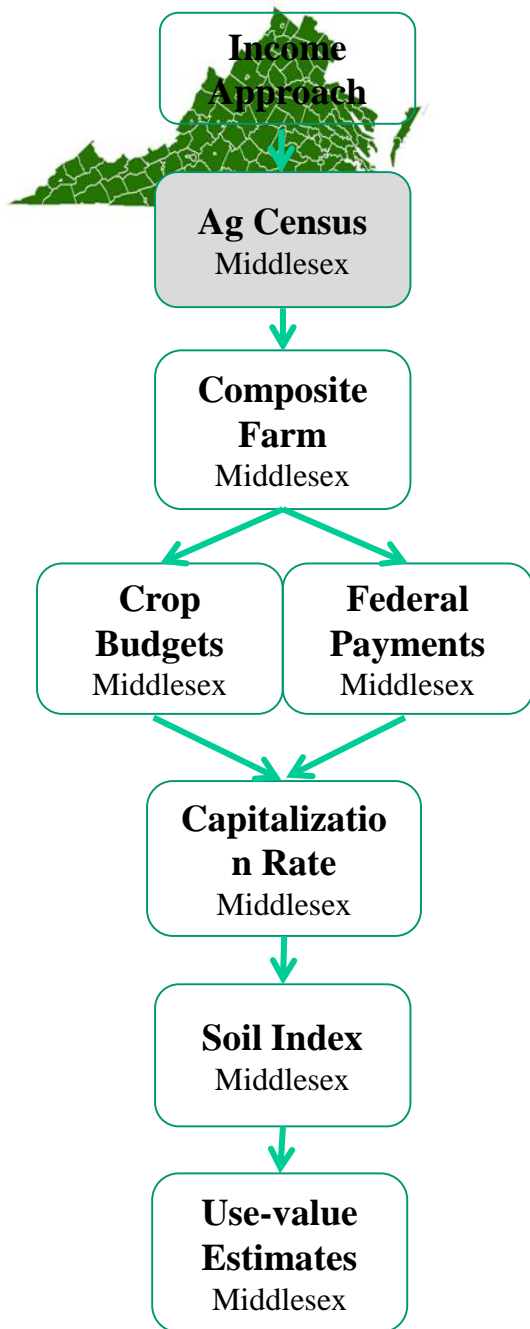 Income
Approach
Ag Census
Middlesex
Composite
Farm
Middlesex
Crop
Budgets
Middlesex
Federal
Payments
Middlesex
Capitalizatio
n Rate
Middlesex
Soil Index
Middlesex
Use-value
Estimates
Middlesex